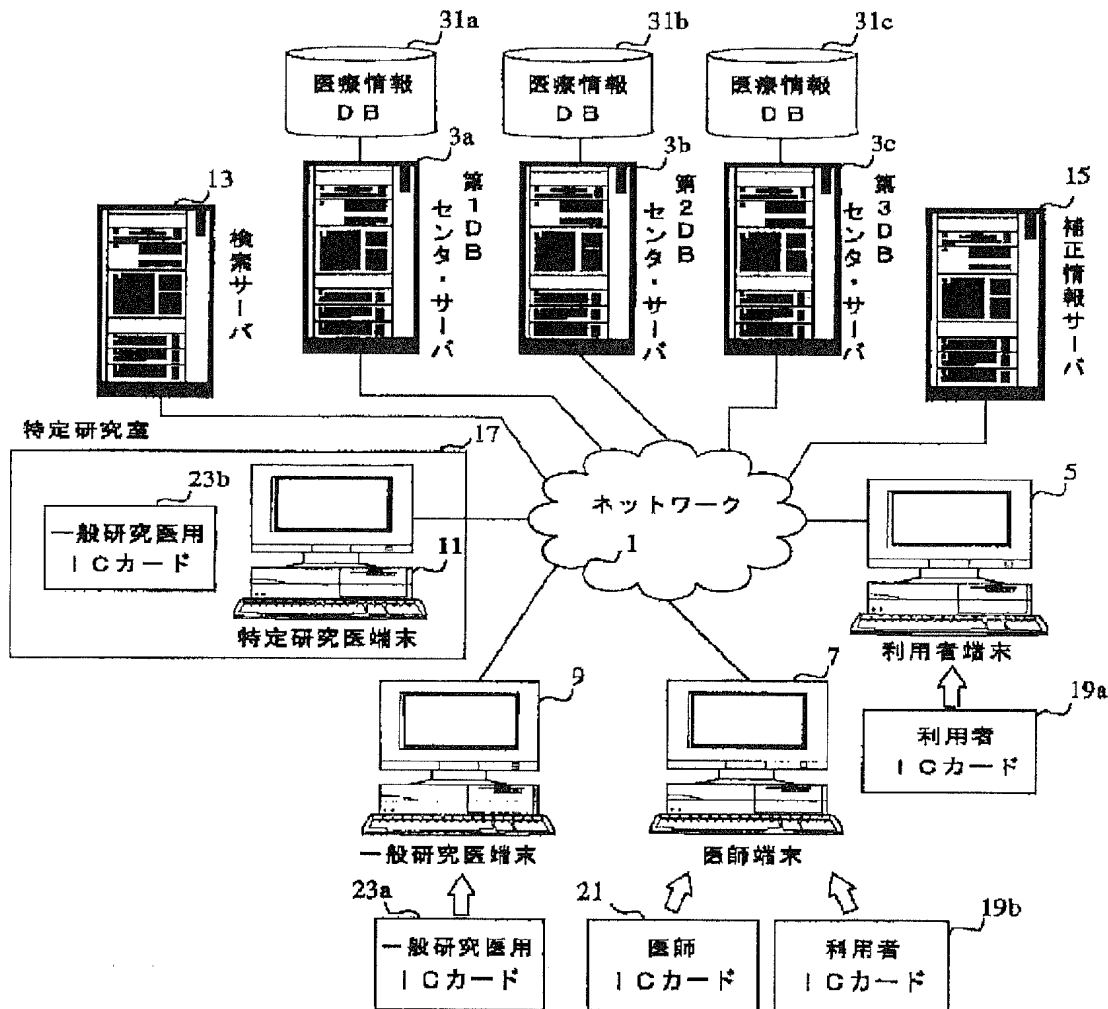 31a
31b
31c
医療情報
DB
医療情報
DB
医療情報
DB
3a
3b
3c
13
15
検索サーバ
第1DB
センタ・サーバ
第2DB
センタ・サーバ
第3DB
センタ・サーバ
補正情報サーバ
特定研究室
17
23b
一般研究医用
ICカード
11
特定研究医端末
ネットワーク
1
5
利用者端末
19a
利用者
ICカード
9
一般研究医端末
7
医師端末
23a
一般研究医用
ICカード
21
医師
ICカード
19b
利用者
ICカード